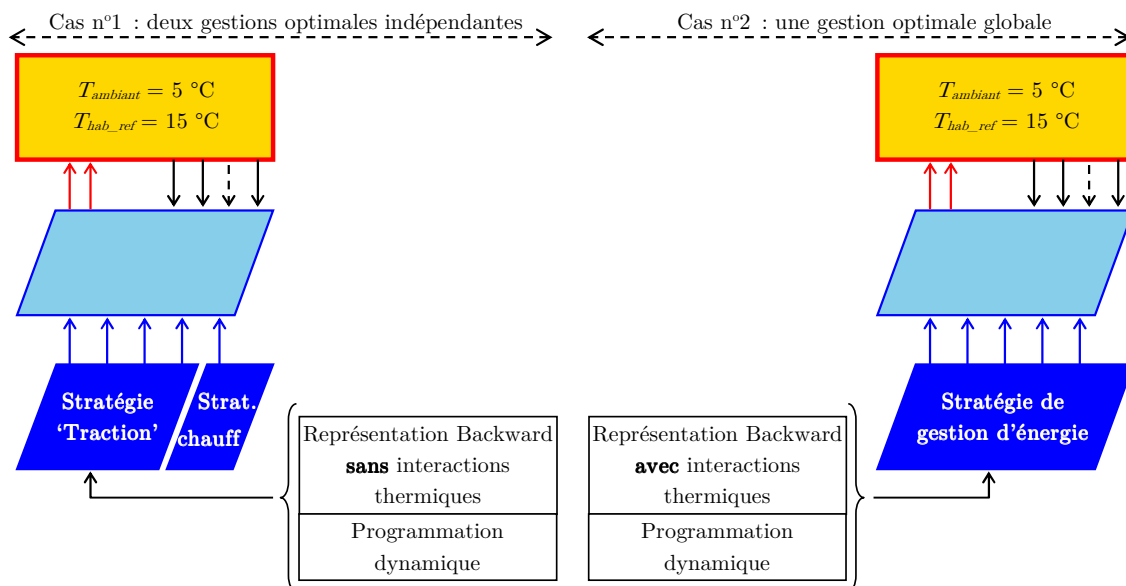 Cas nº1 : deux gestions optimales indépendantes
T_ambiant = 5 °C
T_hab_ref = 15 °C
Stratégie
'Traction'
Strat.
chauff
Représentation Backward
sans interactions
thermiques
Programmation
dynamique
Cas nº2 : une gestion optimale globale
T_ambiant = 5 °C
T_hab_ref = 15 °C
Stratégie de
gestion d'énergie
Représentation Backward
avec interactions
thermiques
Programmation
dynamique